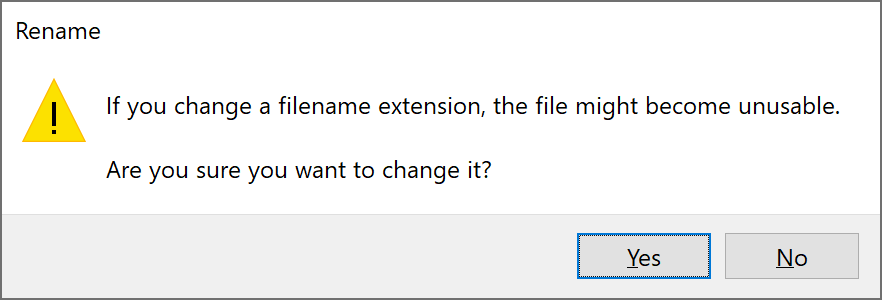 Rename
If you change a filename extension, the file might become unusable.
Are you sure you want to change it?
Yes
No